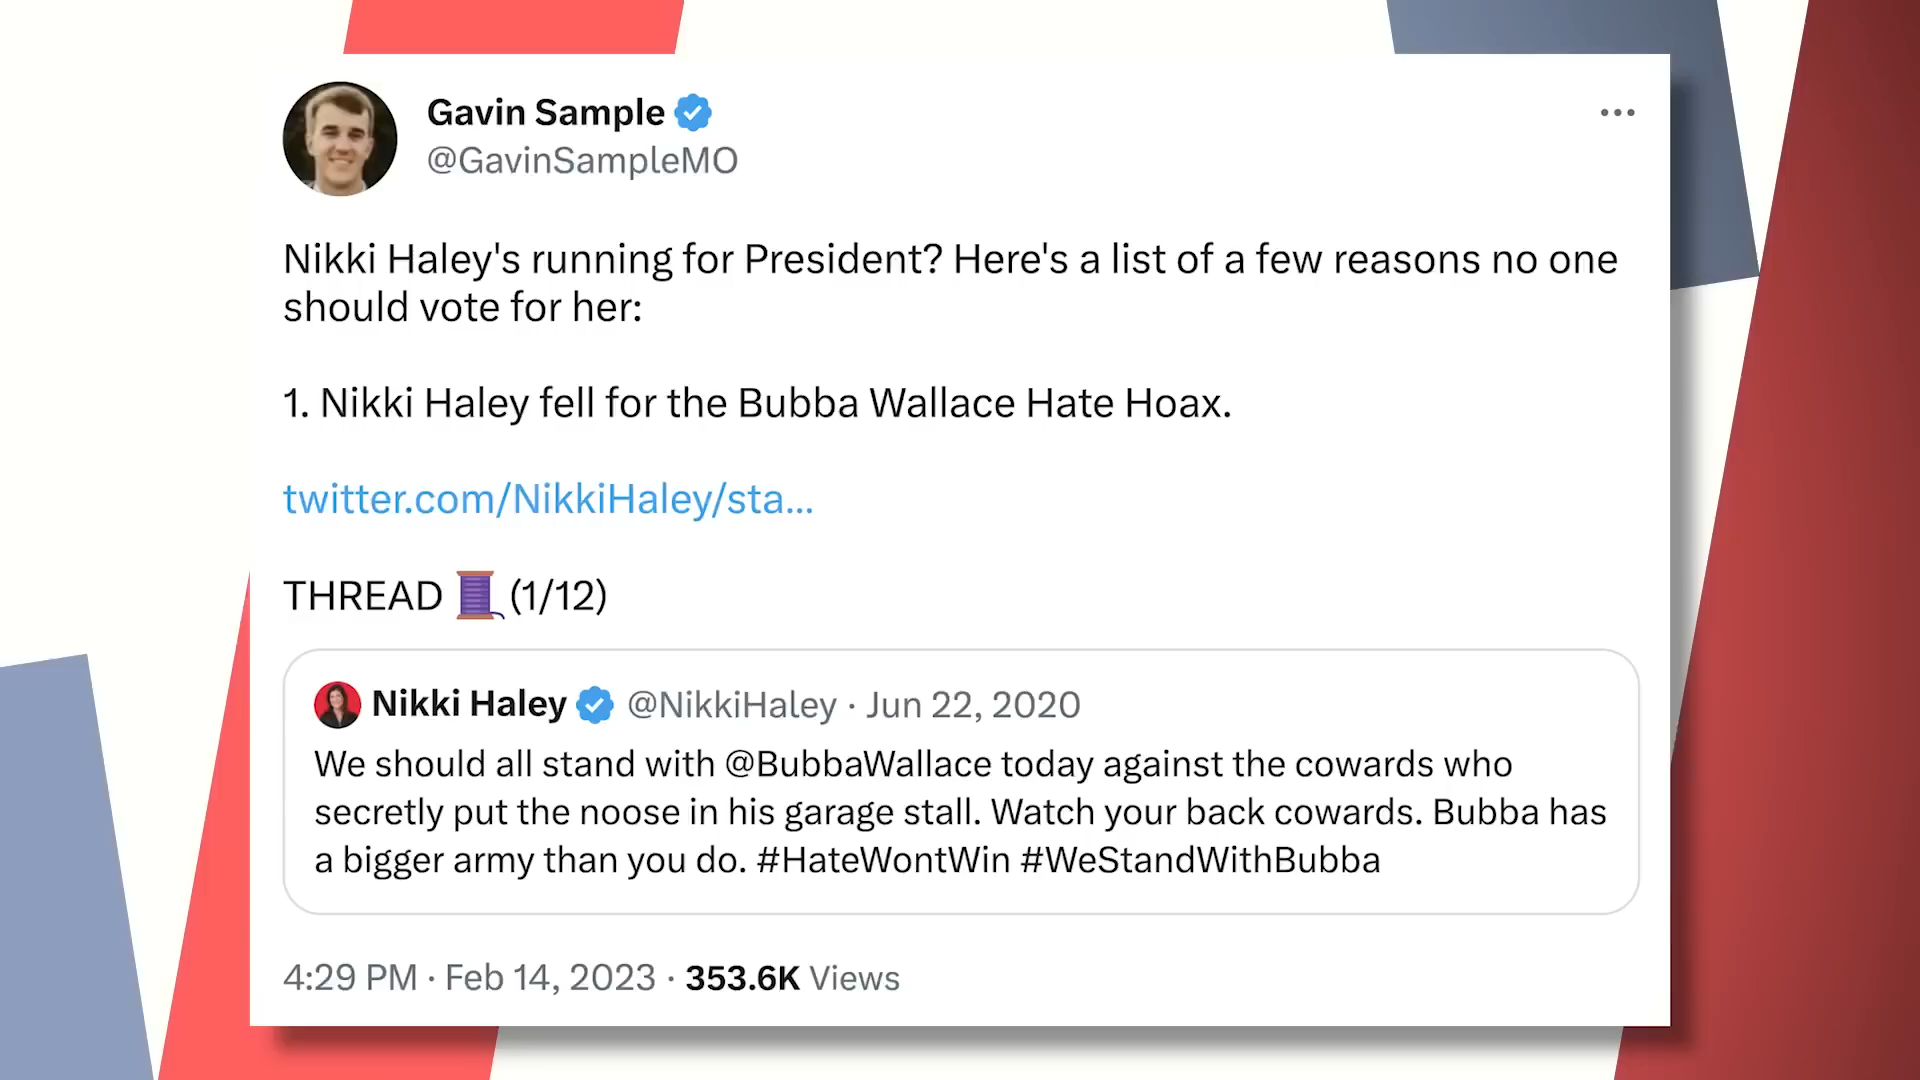 Gavin Sample
@GavinSampleMO
Nikki Haley's running for President? Here's a list of a few reasons no one
should vote for her:
1. Nikki Haley fell for the Bubba Wallace Hate Hoax.
twitter.com/NikkiHaley/sta...
THREAD 🧵 (1/12)
Nikki Haley @NikkiHaley · Jun 22, 2020
We should all stand with @BubbaWallace today against the cowards who
secretly put the noose in his garage stall. Watch your back cowards. Bubba has
a bigger army than you do. #HateWontWin #WeStandWithBubba
4:29 PM · Feb 14, 2023 · 353.6K Views